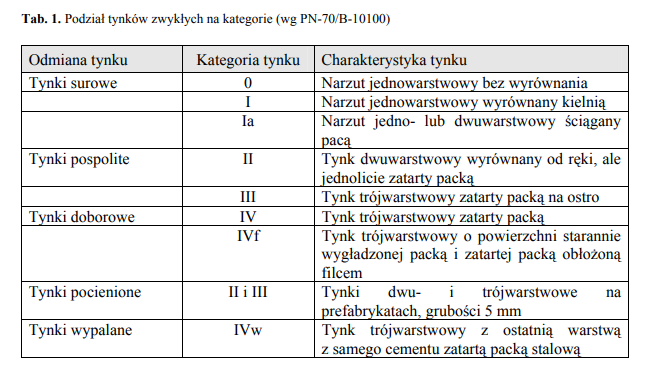 Tab. 1. Podział tynków zwykłych na kategorie (wg PN-70/B-10100)
Odmiana tynku Kategoria tynku Charakterystyka tynku
Tynki surowe 0 Narzut jednowarstwowy bez wyrównania
I Narzut jednowarstwowy wyrównany kielnią
Ia Narzut jedno- lub dwuwarstwowy ściągany
pacą
Tynki pospolite II Tynk dwuwarstwowy wyrównany od ręki, ale
jednolicie zatarty packą
III Tynk trójwarstwowy zatarty packą na ostro
Tynki doborowe IV Tynk trójwarstwowy zatarty packą
IVf Tynk trójwarstwowy o powierzchni starannie
wygładzonej packą i zatartej packą obłożoną
filcem
Tynki pocienione II i III Tynki dwu- i trójwarstwowe na
prefabrykatach, grubości 5 mm
Tynki wypalane IVw Tynk trójwarstwowy z ostatnią warstwą
z samego cementu zatartą packą stalową